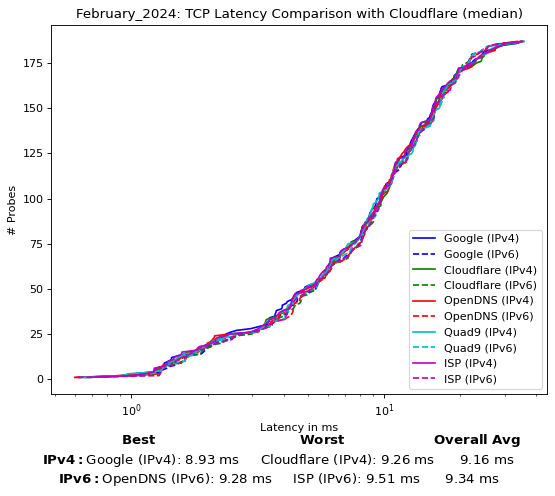 February_2024: TCP Latency Comparison with Cloudflare (median)
# Probes
175
150
125
100
75
50
25
0
Google (IPv4)
Google (IPv6)
Cloudflare (IPv4)
Cloudflare (IPv6)
OpenDNS (IPv4)
OpenDNS (IPv6)
Quad9 (IPv4)
Quad9 (IPv6)
ISP (IPv4)
ISP (IPv6)
10⁰ 10¹
Latency in ms
Best Worst Overall Avg
IPv4: Google (IPv4): 8.93 ms Cloudflare (IPv4): 9.26 ms 9.16 ms
IPv6: OpenDNS (IPv6): 9.28 ms ISP (IPv6): 9.51 ms 9.34 ms